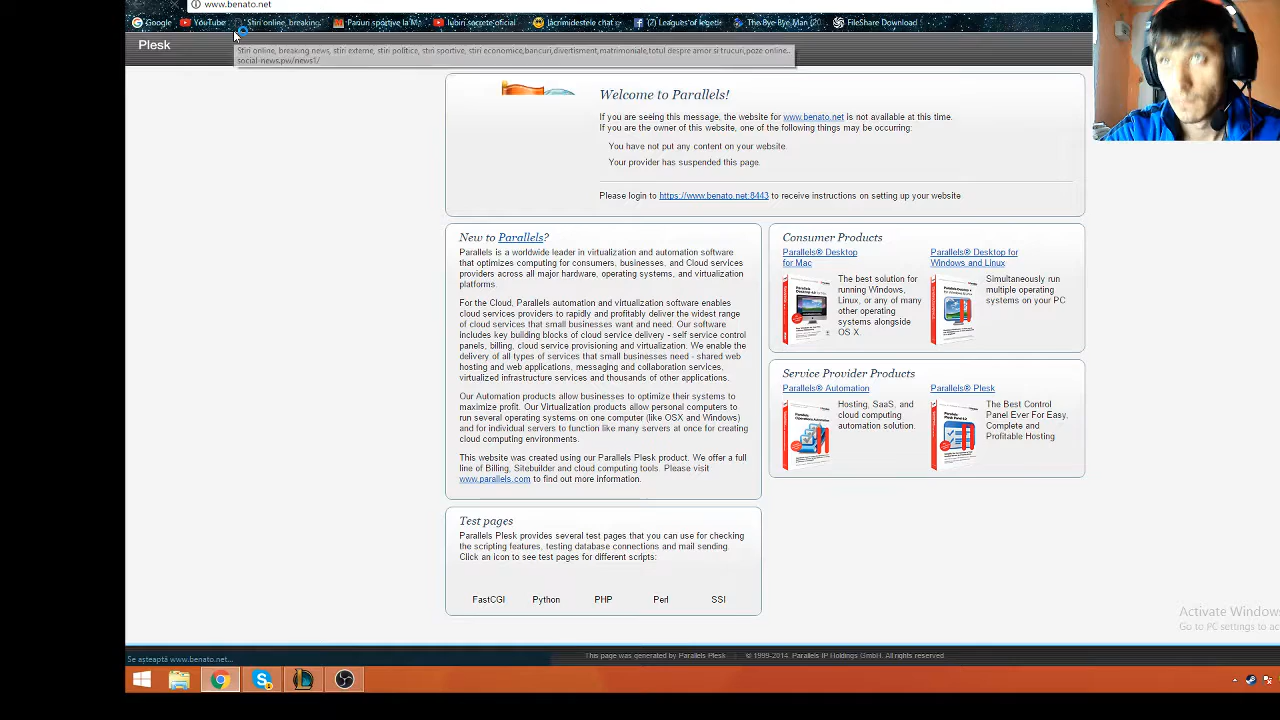 www.benato.net
Google YouTube Stiri online, breaking Pariuri sportive la M Iubiri secrete oficial lacrimidestele chat (2) Leagues of legen The Bye Bye Man (20 FileShare Download
Plesk
Stiri online, breaking news, stiri externe, stiri politice, stiri sportive, stiri economice,bancuri,divertisment,matrimoniale,totul despre amor si trucuri,poze online..
social-news.pw/news1/
Welcome to Parallels!
If you are seeing this message, the website for www.benato.net is not available at this time.
If you are the owner of this website, one of the following things may be occurring:
You have not put any content on your website.
Your provider has suspended this page.
Please login to https://www.benato.net:8443 to receive instructions on setting up your website
New to Parallels?
Parallels is a worldwide leader in virtualization and automation software
that optimizes computing for consumers, businesses, and Cloud services
providers across all major hardware, operating systems, and virtualization
platforms.
For the Cloud, Parallels automation and virtualization software enables
cloud services providers to rapidly and profitably deliver the widest range
of cloud services that small businesses want and need. Our software
includes key building blocks of cloud service delivery - self service control
panels, billing, cloud service provisioning and virtualization. We enable the
delivery of all types of services that small businesses need - shared web
hosting and web applications, messaging and collaboration services,
virtualized infrastructure services and thousands of other applications.
Our Automation products allow businesses to optimize their systems to
maximize profit. Our Virtualization products allow personal computers to
run several operating systems on one computer (like OSX and Windows)
and for individual servers to function like many servers at once for creating
cloud computing environments.
This website was created using our Parallels Plesk product. We offer a full
line of Billing, Sitebuilder and cloud computing tools. Please visit
www.parallels.com to find out more information.
Consumer Products
Parallels® Desktop
for Mac
The best solution for
running Windows,
Linux, or any of many
other operating
systems alongside
OS X.
Parallels® Desktop for
Windows and Linux
Simultaneously run
multiple operating
systems on your PC
Service Provider Products
Parallels® Automation
Hosting, SaaS, and
cloud computing
automation solution.
Parallels® Plesk
The Best Control
Panel Ever For Easy,
Complete and
Profitable Hosting
Test pages
Parallels Plesk provides several test pages that you can use for checking
the scripting features, testing database connections and mail sending.
Click an icon to see test pages for different scripts:
FastCGI Python PHP Perl SSI
Activate Windows
Go to PC settings to ac
Se așteaptă www.benato.net...
This page was generated by Parallels Plesk © 1999-2014. Parallels IP Holdings GmbH. All rights reserved